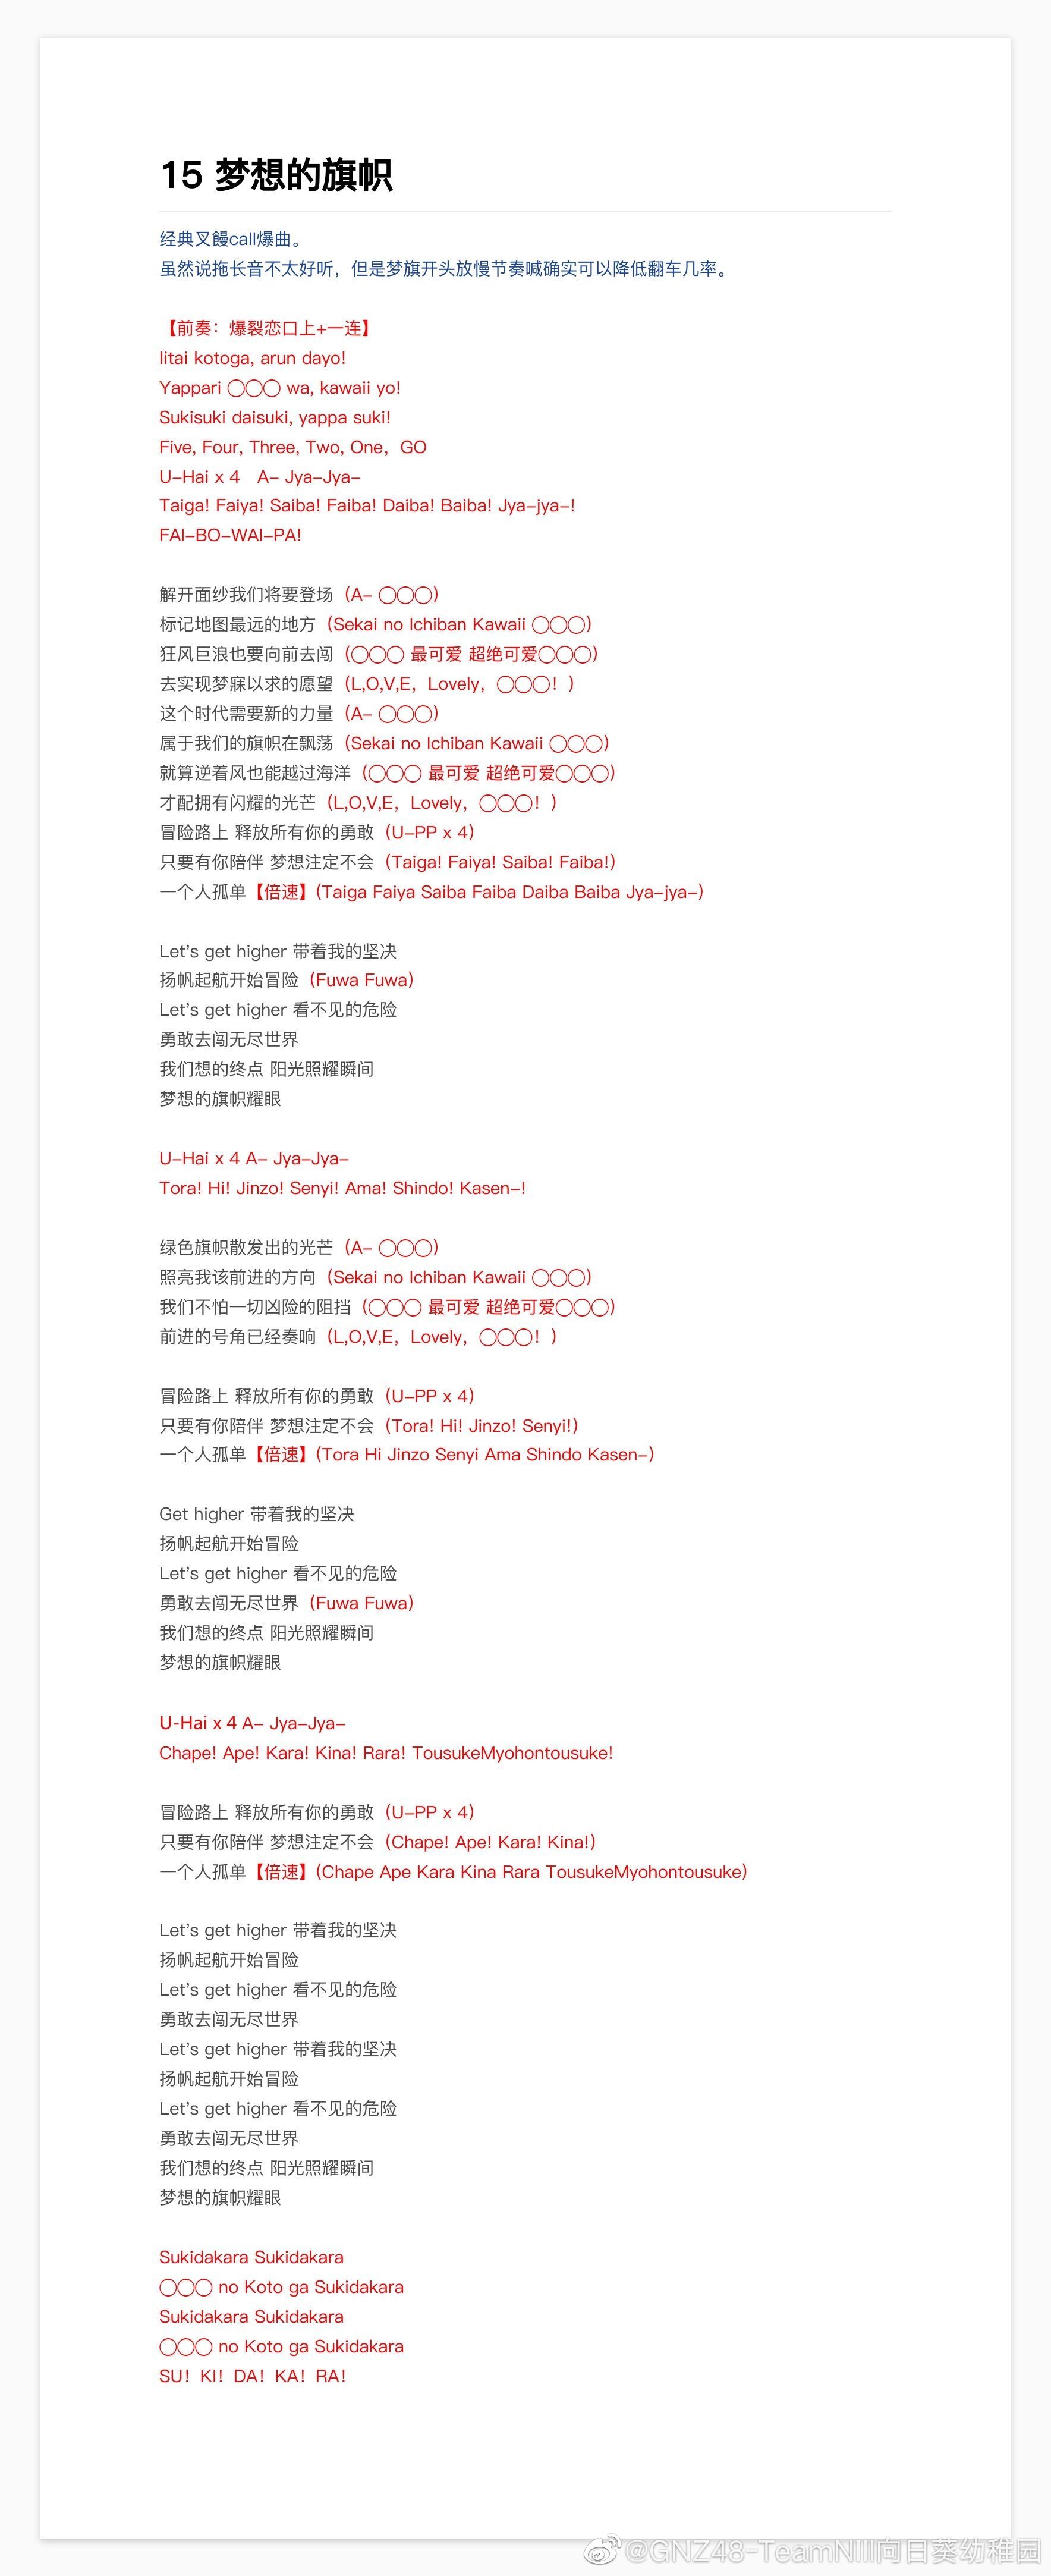 15 梦想的旗帜
经典叉饅call爆曲。
虽然说拖长音不太好听，但是梦旗开头放慢节奏喊确实可以降低翻车几率。
【前奏：爆裂恋口上+一连】
Iitai kotoga, arun dayo!
Yappari ◯◯◯ wa, kawaii yo!
Sukisuki daisuki, yappa suki!
Five, Four, Three, Two, One，GO
U-Hai x 4　A- Jya-Jya-
Taiga! Faiya! Saiba! Faiba! Daiba! Baiba! Jya-jya-!
FAI-BO-WAI-PA!
解开面纱我们将要登场（A- ◯◯◯）
标记地图最远的地方（Sekai no Ichiban Kawaii ◯◯◯）
狂风巨浪也要向前去闯（◯◯◯ 最可爱 超绝可爱◯◯◯）
去实现梦寐以求的愿望（L,O,V,E，Lovely，◯◯◯！）
这个时代需要新的力量（A- ◯◯◯）
属于我们的旗帜在飘荡（Sekai no Ichiban Kawaii ◯◯◯）
就算逆着风也能越过海洋（◯◯◯ 最可爱 超绝可爱◯◯◯）
才配拥有闪耀的光芒（L,O,V,E，Lovely，◯◯◯！）
冒险路上 释放所有你的勇敢（U-PP x 4）
只要有你陪伴 梦想注定不会（Taiga! Faiya! Saiba! Faiba!）
一个人孤单【倍速】（Taiga Faiya Saiba Faiba Daiba Baiba Jya-jya-）
Let's get higher 带着我的坚决
扬帆起航开始冒险（Fuwa Fuwa）
Let's get higher 看不见的危险
勇敢去闯无尽世界
我们想的终点 阳光照耀瞬间
梦想的旗帜耀眼
U-Hai x 4 A- Jya-Jya-
Tora! Hi! Jinzo! Senyi! Ama! Shindo! Kasen-!
绿色旗帜散发出的光芒（A- ◯◯◯）
照亮我该前进的方向（Sekai no Ichiban Kawaii ◯◯◯）
我们不怕一切凶险的阻挡（◯◯◯ 最可爱 超绝可爱◯◯◯）
前进的号角已经奏响（L,O,V,E，Lovely，◯◯◯！）
冒险路上 释放所有你的勇敢（U-PP x 4）
只要有你陪伴 梦想注定不会（Tora! Hi! Jinzo! Senyi!）
一个人孤单【倍速】（Tora Hi Jinzo Senyi Ama Shindo Kasen-）
Get higher 带着我的坚决
扬帆起航开始冒险
Let's get higher 看不见的危险
勇敢去闯无尽世界（Fuwa Fuwa）
我们想的终点 阳光照耀瞬间
梦想的旗帜耀眼
U-Hai x 4 A- Jya-Jya-
Chape! Ape! Kara! Kina! Rara! TousukeMyohontousuke!
冒险路上 释放所有你的勇敢（U-PP x 4）
只要有你陪伴 梦想注定不会（Chape! Ape! Kara! Kina!）
一个人孤单【倍速】（Chape Ape Kara Kina Rara TousukeMyohontousuke）
Let's get higher 带着我的坚决
扬帆起航开始冒险
Let's get higher 看不见的危险
勇敢去闯无尽世界
Let's get higher 带着我的坚决
扬帆起航开始冒险
Let's get higher 看不见的危险
勇敢去闯无尽世界
我们想的终点 阳光照耀瞬间
梦想的旗帜耀眼
Sukidakara Sukidakara
◯◯◯ no Koto ga Sukidakara
Sukidakara Sukidakara
◯◯◯ no Koto ga Sukidakara
SU！KI！DA！KA！RA！
@GNZ48-TeamNIII向日葵幼稚园